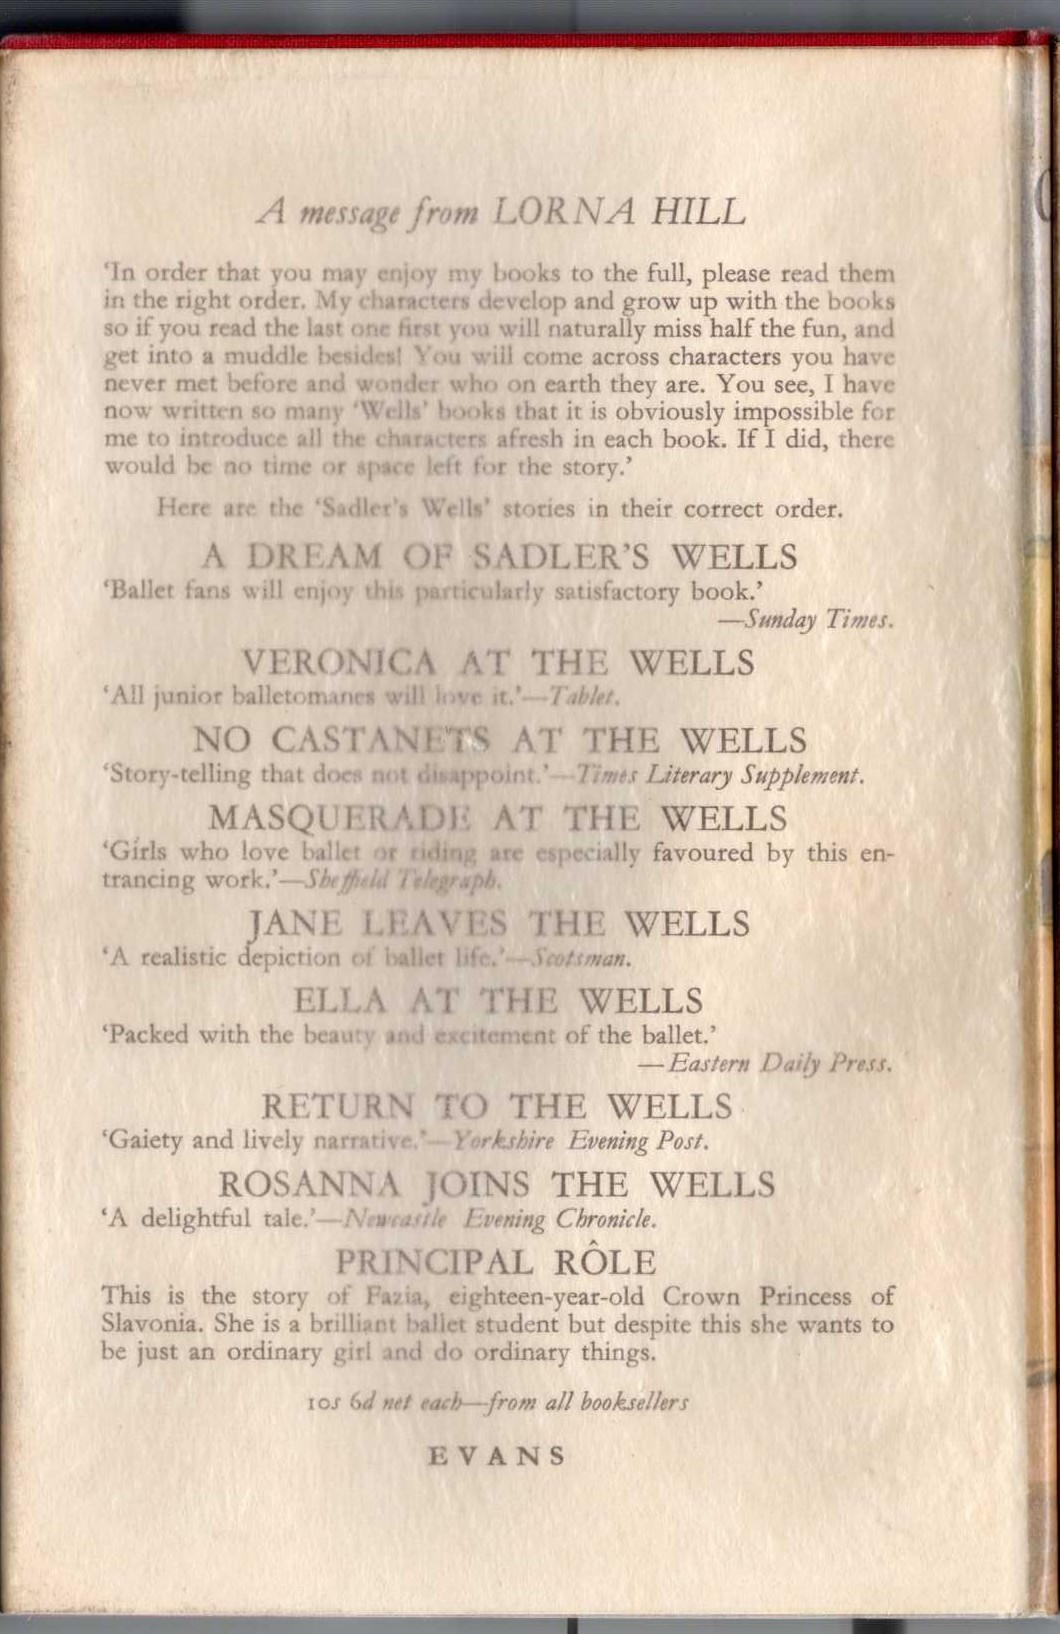 A message from LORNA HILL
‘In order that you may enjoy my books to the full, please read them
in the right order. My characters develop and grow up with the books
so if you read the last one first you will naturally miss half the fun, and
get into a muddle besides! You will come across characters you have
never met before and wonder who on earth they are. You see, I have
now written so many ‘Wells’ books that it is obviously impossible for
me to introduce all the characters afresh in each book. If I did, there
would be no time or space left for the story.’
Here are the ‘Sadler's Wells’ stories in their correct order.
A DREAM OF SADLER'S WELLS
‘Ballet fans will enjoy this particularly satisfactory book.’
—Sunday Times.
VERONICA AT THE WELLS
‘All junior balletomanes will love it.’—Tablet.
NO CASTANETS AT THE WELLS
‘Story-telling that does not disappoint.’—Times Literary Supplement.
MASQUERADE AT THE WELLS
‘Girls who love ballet or riding are especially favoured by this en-
trancing work.’—Sheffield Telegraph.
JANE LEAVES THE WELLS
‘A realistic depiction of ballet life.’—Scotsman.
ELLA AT THE WELLS
‘Packed with the beauty and excitement of the ballet.’
—Eastern Daily Press.
RETURN TO THE WELLS
‘Gaiety and lively narrative.’—Yorkshire Evening Post.
ROSANNA JOINS THE WELLS
‘A delightful tale.’—Newcastle Evening Chronicle.
PRINCIPAL RÔLE
This is the story of Fazia, eighteen-year-old Crown Princess of
Slavonia. She is a brilliant ballet student but despite this she wants to
be just an ordinary girl and do ordinary things.
10s 6d net each—from all booksellers
EVANS